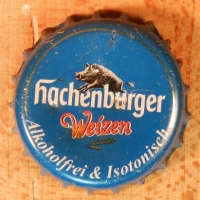 Hachenburger
Weizen
Alkoholfrei & Isotonisch